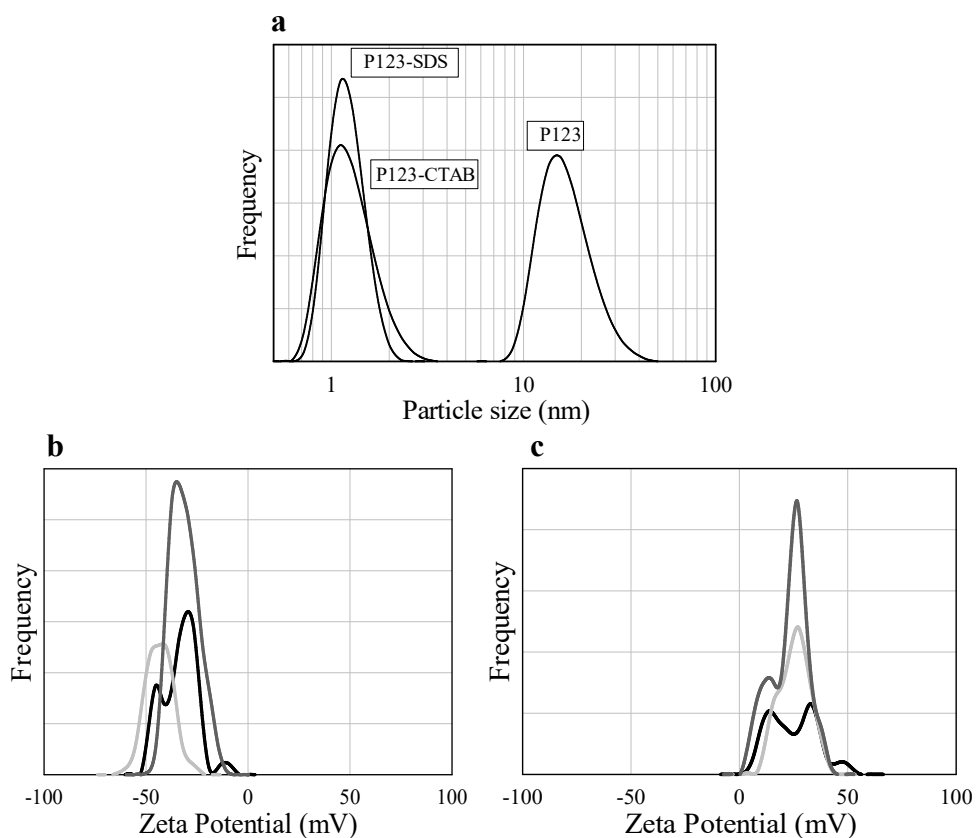 a
P123-SDS
P123
P123-CTAB
Frequency
1 10 100
Particle size (nm)
b
Frequency
-100 -50 0 50 100
Zeta Potential (mV)
c
Frequency
-100 -50 0 50 100
Zeta Potential (mV)